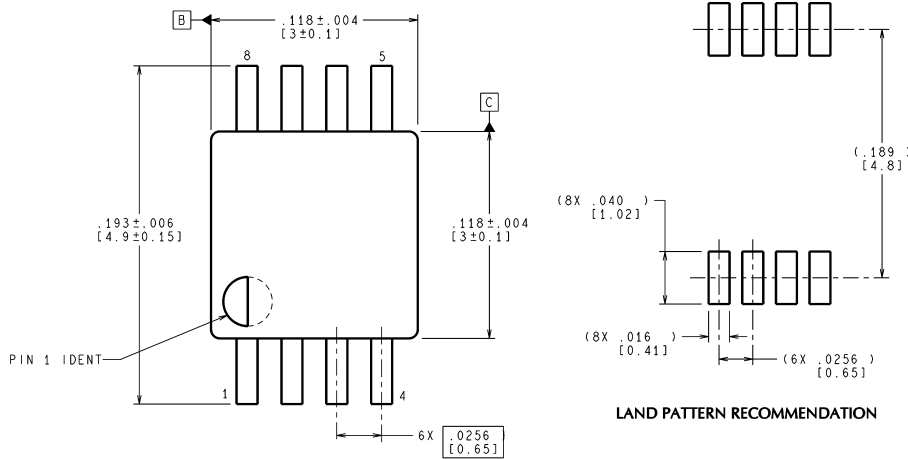 B
.118±.004
[3±0.1]
8
5
C
.193±.006
[4.9±0.15]
.118±.004
[3±0.1]
PIN 1 IDENT
1
4
6X .0256
[0.65]
(.189 )
[4.8]
(8X .040 )
[1.02]
(8X .016 )
[0.41]
(6X .0256 )
[0.65]
LAND PATTERN RECOMMENDATION